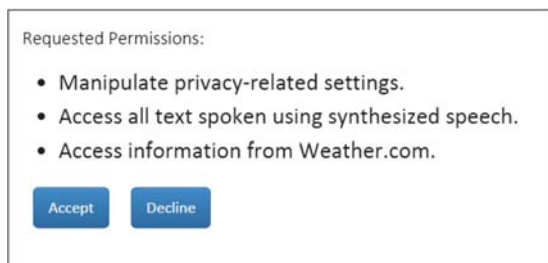 Requested Permissions:
• Manipulate privacy-related settings.
• Access all text spoken using synthesized speech.
• Access information from Weather.com.
Accept Decline